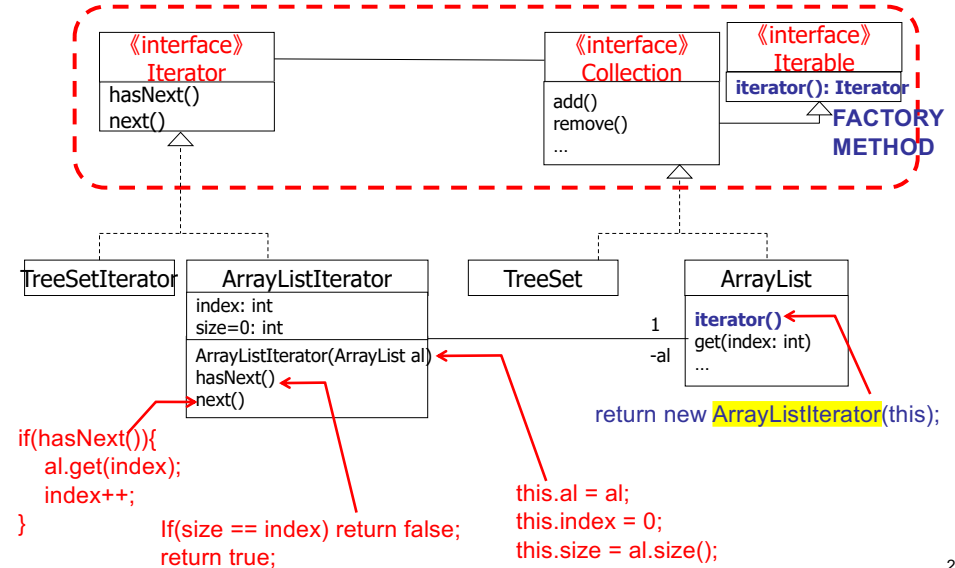 《interface》
Iterator
hasNext()
next()
《interface》
Collection
add()
remove()
…
《interface》
Iterable
iterator(): Iterator
FACTORY
METHOD
TreeSetIterator
ArrayListIterator
index: int
size=0: int
ArrayListIterator(ArrayList al)
hasNext()
next()
TreeSet
ArrayList
iterator()
get(index: int)
…
1
-al
return new ArrayListIterator(this);
if(hasNext()){
al.get(index);
index++;
}
If(size == index) return false;
return true;
this.al = al;
this.index = 0;
this.size = al.size();
2